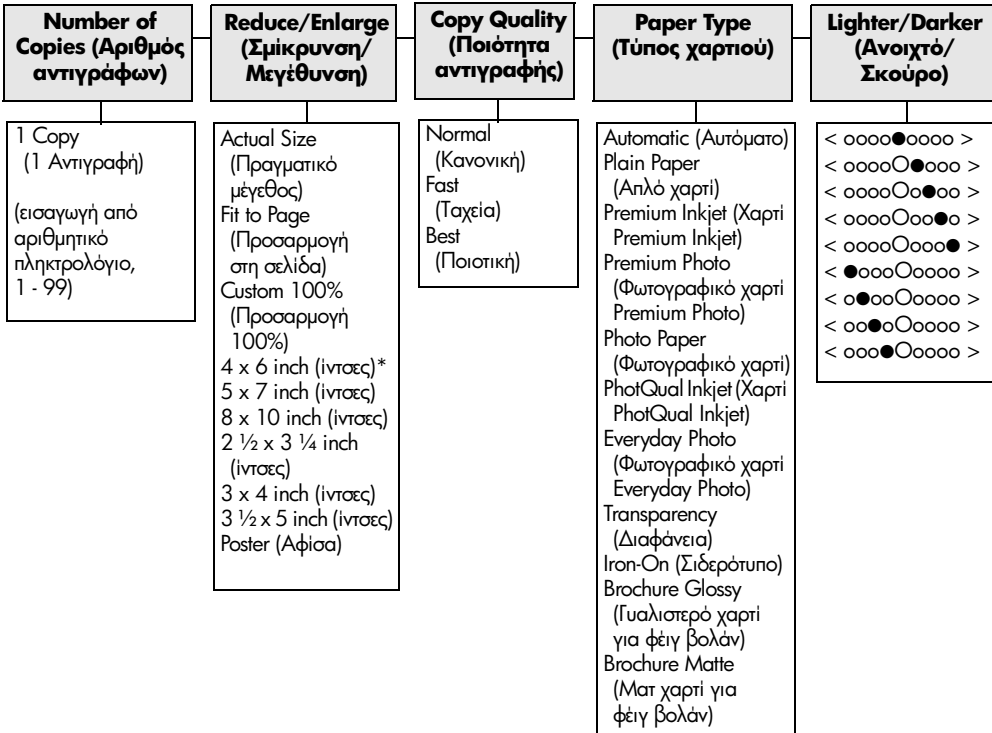 Number of
Copies (Αριθμός
αντιγράφων)
Reduce/Enlarge
(Σμίκρυνση/
Μεγέθυνση)
Copy Quality
(Ποιότητα
αντιγραφής)
Paper Type
(Τύπος χαρτιού)
Lighter/Darker
(Ανοιχτό/
Σκούρο)
1 Copy
(1 Αντιγραφή)
(εισαγωγή από
αριθμητικό
πληκτρολόγιο,
1 - 99)
Actual Size
(Πραγματικό
μέγεθος)
Fit to Page
(Προσαρμογή
στη σελίδα)
Custom 100%
(Προσαρμογή
100%)
4 x 6 inch (ίντσες)*
5 x 7 inch (ίντσες)
8 x 10 inch (ίντσες)
2 ½ x 3 ¼ inch
(ίντσες)
3 x 4 inch (ίντσες)
3 ½ x 5 inch (ίντσες)
Poster (Αφίσα)
Normal
(Κανονική)
Fast
(Ταχεία)
Best
(Ποιοτική)
Automatic (Αυτόματο)
Plain Paper
(Απλό χαρτί)
Premium Inkjet (Χαρτί
Premium Inkjet)
Premium Photo
(Φωτογραφικό χαρτί
Premium Photo)
Photo Paper
(Φωτογραφικό χαρτί)
PhotQual Inkjet (Χαρτί
PhotQual Inkjet)
Everyday Photo
(Φωτογραφικό χαρτί
Everyday Photo)
Transparency
(Διαφάνεια)
Iron-On (Σιδερότυπο)
Brochure Glossy
(Γυαλιστερό χαρτί
για φέιγ βολάν)
Brochure Matte
(Ματ χαρτί για
φέιγ βολάν)
< oooo●oooo >
< ooooO●ooo >
< ooooOo●oo >
< ooooOoo●o >
< ooooOooo● >
< ●oooOoooo >
< o●ooOoooo >
< oo●oOoooo >
< ooo●Ooooo >